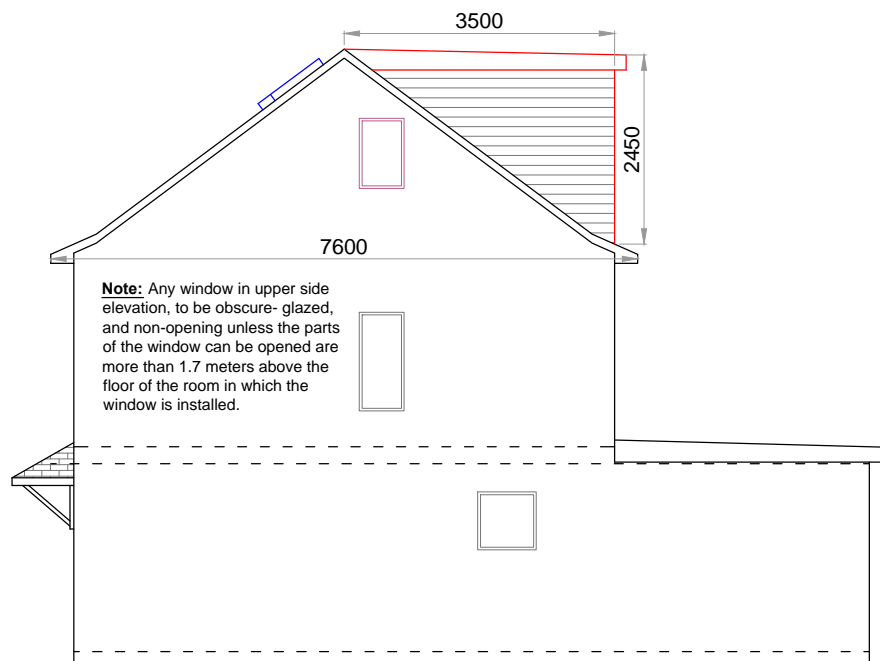 3500
2450
7600
Note: Any window in upper side
elevation, to be obscure- glazed,
and non-opening unless the parts
of the window can be opened are
more than 1.7 meters above the
floor of the room in which the
window is installed.